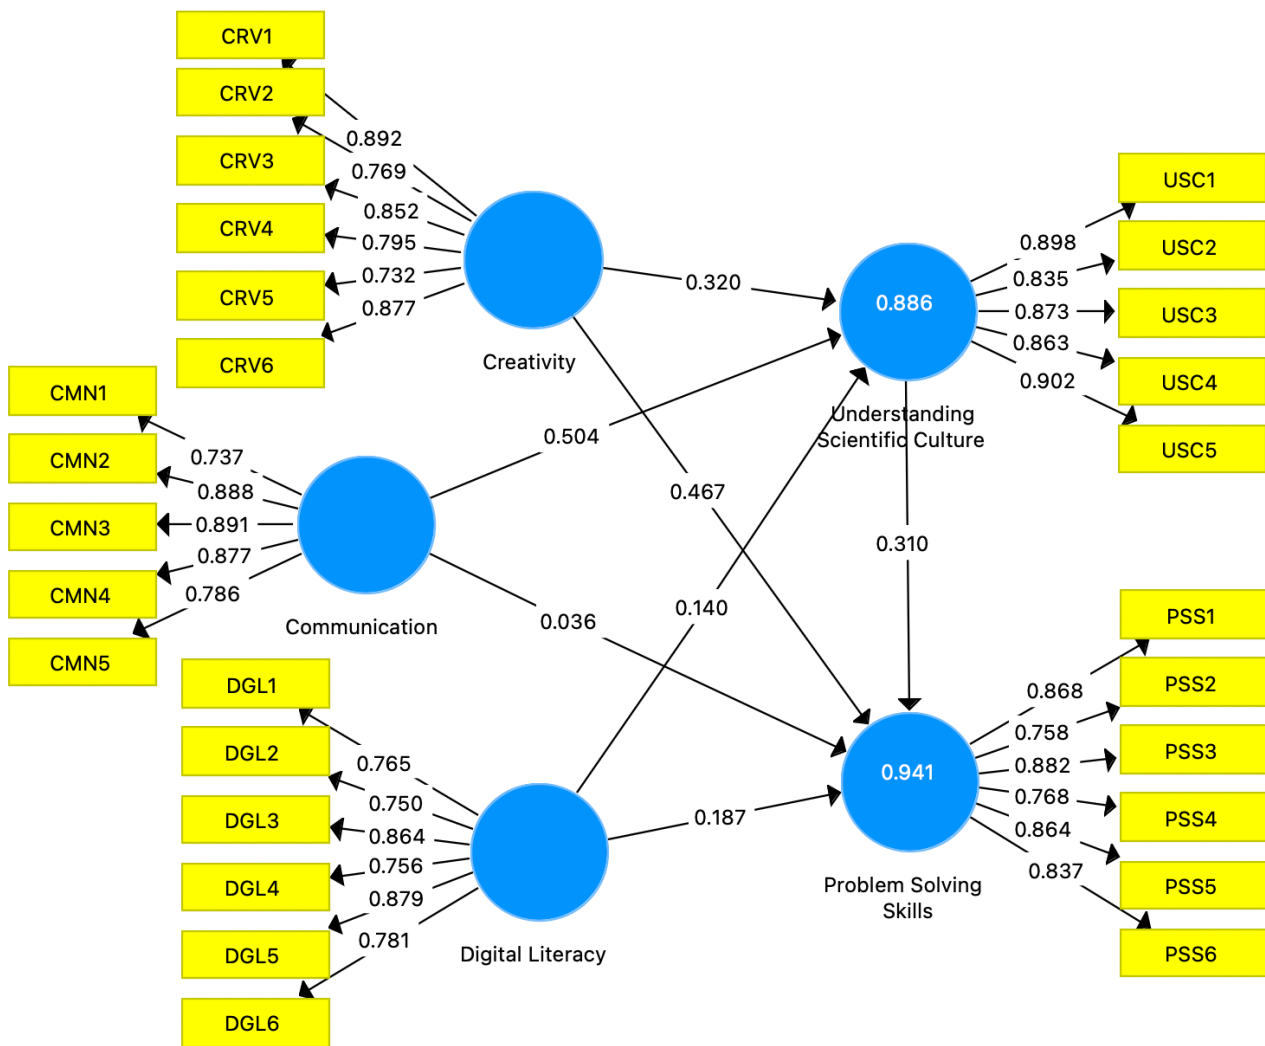 CRV1
CRV2
CRV3
CRV4
CRV5
CRV6
0.892
0.769
0.852
0.795
0.732
0.877
Creativity
CMN1
CMN2
CMN3
CMN4
CMN5
0.737
0.888
0.891
0.877
0.786
Communication
DGL1
DGL2
DGL3
DGL4
DGL5
DGL6
0.765
0.750
0.864
0.756
0.879
0.781
Digital Literacy
0.320
0.504
0.467
0.140
0.036
0.187
0.310
0.886
Understanding
Scientific Culture
0.898
0.835
0.873
0.863
0.902
USC1
USC2
USC3
USC4
USC5
0.941
Problem Solving
Skills
0.868
0.758
0.882
0.768
0.864
0.837
PSS1
PSS2
PSS3
PSS4
PSS5
PSS6